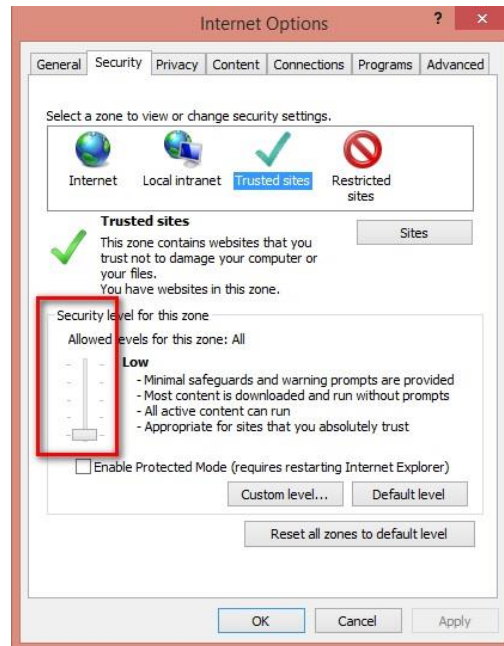 Internet Options
?
×
General Security Privacy Content Connections Programs Advanced
Select a zone to view or change security settings.
Internet Local intranet Trusted sites Restricted
sites
Trusted sites
Sites
This zone contains websites that you
trust not to damage your computer or
your files.
You have websites in this zone.
Security level for this zone
Allowed levels for this zone: All
Low
- Minimal safeguards and warning prompts are provided
- Most content is downloaded and run without prompts
- All active content can run
- Appropriate for sites that you absolutely trust
Enable Protected Mode (requires restarting Internet Explorer)
Custom level... Default level
Reset all zones to default level
OK Cancel Apply